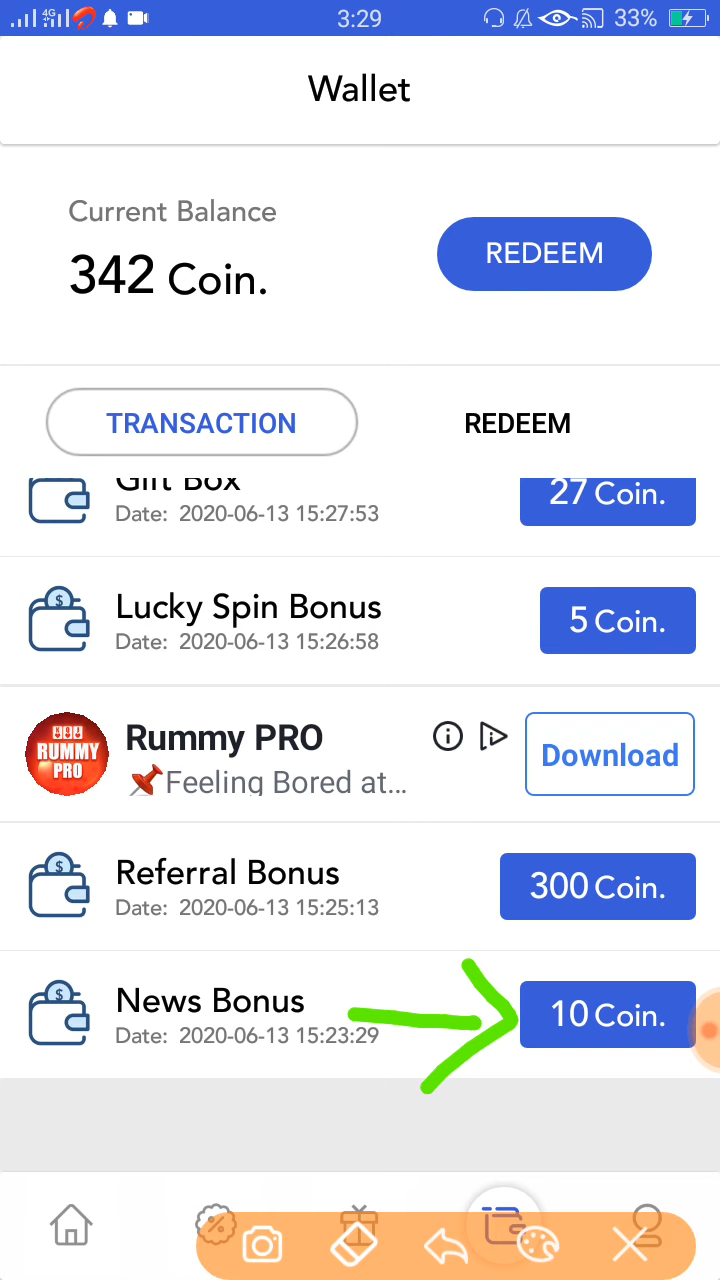 4G
3:29
33%
Wallet
Current Balance
342 Coin.
REDEEM
TRANSACTION
REDEEM
Gift Box
27 Coin.
Date: 2020-06-13 15:27:53
Lucky Spin Bonus
5 Coin.
Date: 2020-06-13 15:26:58
RUMMY
PRO
Rummy PRO
Download
📌Feeling Bored at...
Referral Bonus
300 Coin.
Date: 2020-06-13 15:25:13
News Bonus
10 Coin.
Date: 2020-06-13 15:23:29